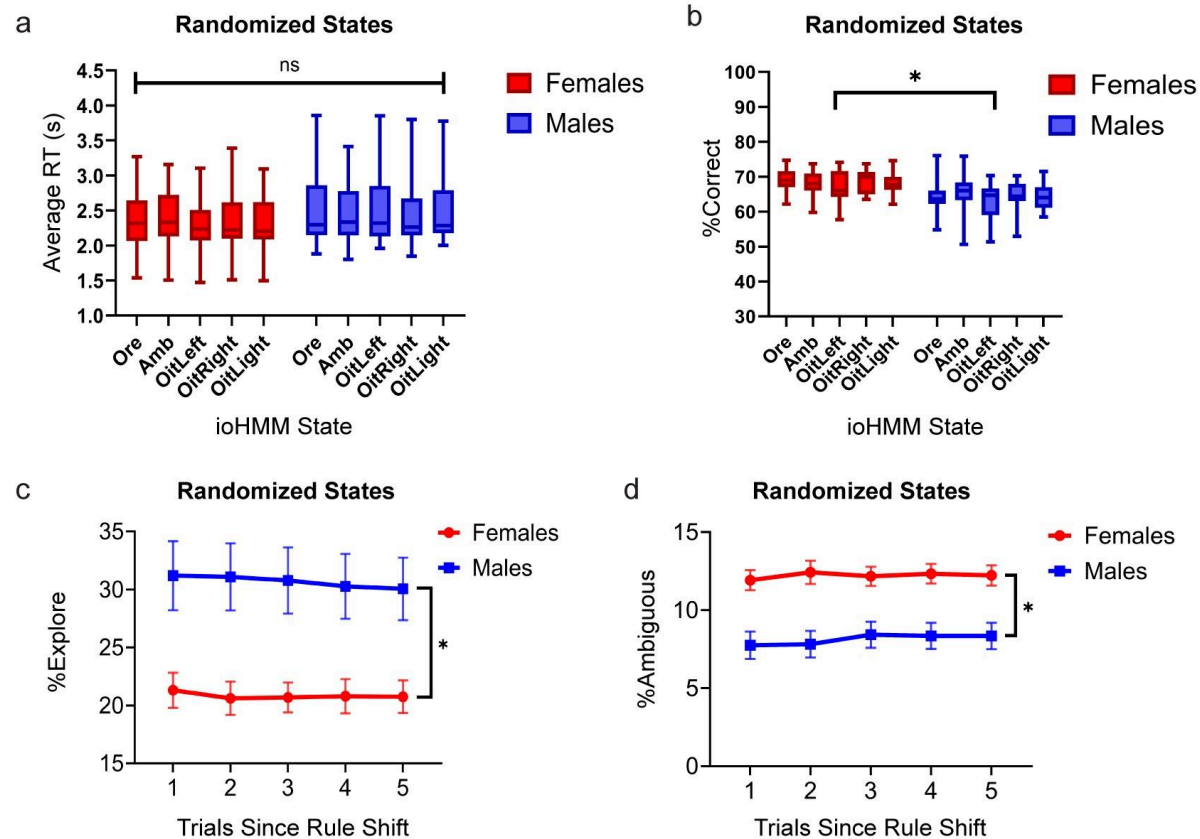 a
Randomized States
ns
Females
Males
Average RT (s)
4.5
4.0
3.5
3.0
2.5
2.0
1.5
1.0
Ore
Amb
OitLeft
OitRight
OitLight
Ore
Amb
OitLeft
OitRight
OitLight
ioHMM State
b
Randomized States
*
Females
Males
%Correct
100
90
80
70
60
50
40
30
Ore
Amb
OitLeft
OitRight
OitLight
Ore
Amb
OitLeft
OitRight
OitLight
ioHMM State
c
Randomized States
Females
Males
%Explore
35
30
25
20
15
*
1 2 3 4 5
Trials Since Rule Shift
d
Randomized States
Females
Males
%Ambiguous
15
10
5
0
*
1 2 3 4 5
Trials Since Rule Shift